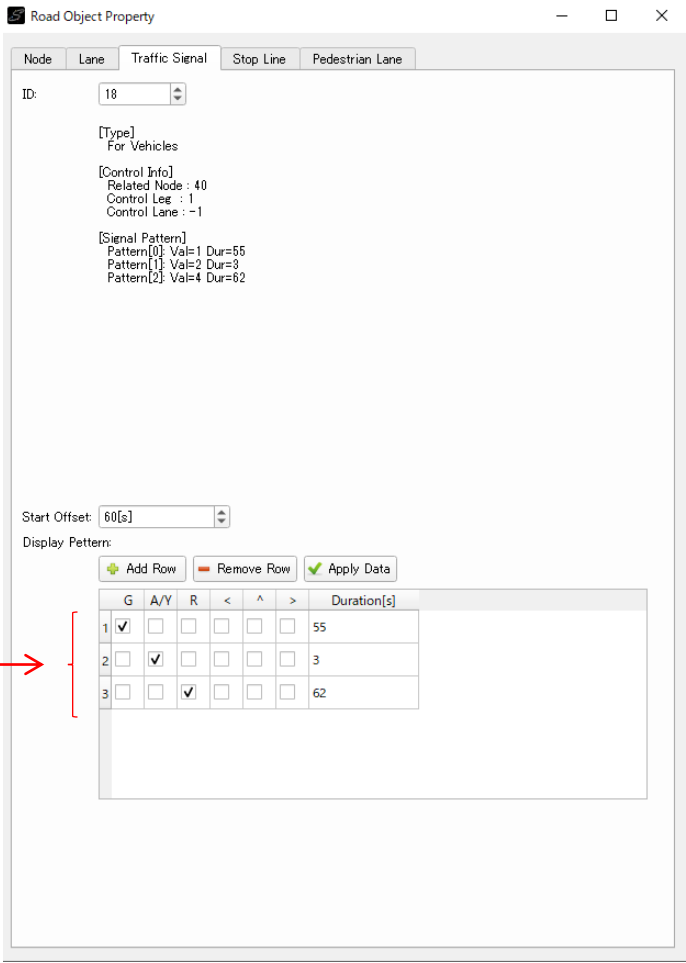 Road Object Property
Node Lane Traffic Signal Stop Line Pedestrian Lane
ID: 18
[Type]
For Vehicles
[Control Info]
Related Node : 40
Control Leg : 1
Control Lane : -1
[Signal Pattern]
Pattern[0]: Val=1 Dur=55
Pattern[1]: Val=2 Dur=3
Pattern[2]: Val=4 Dur=62
Start Offset: 60[s]
Display Pettern:
Add Row Remove Row Apply Data
G A/Y R < ^ > Duration[s]
1 55
2 3
3 62